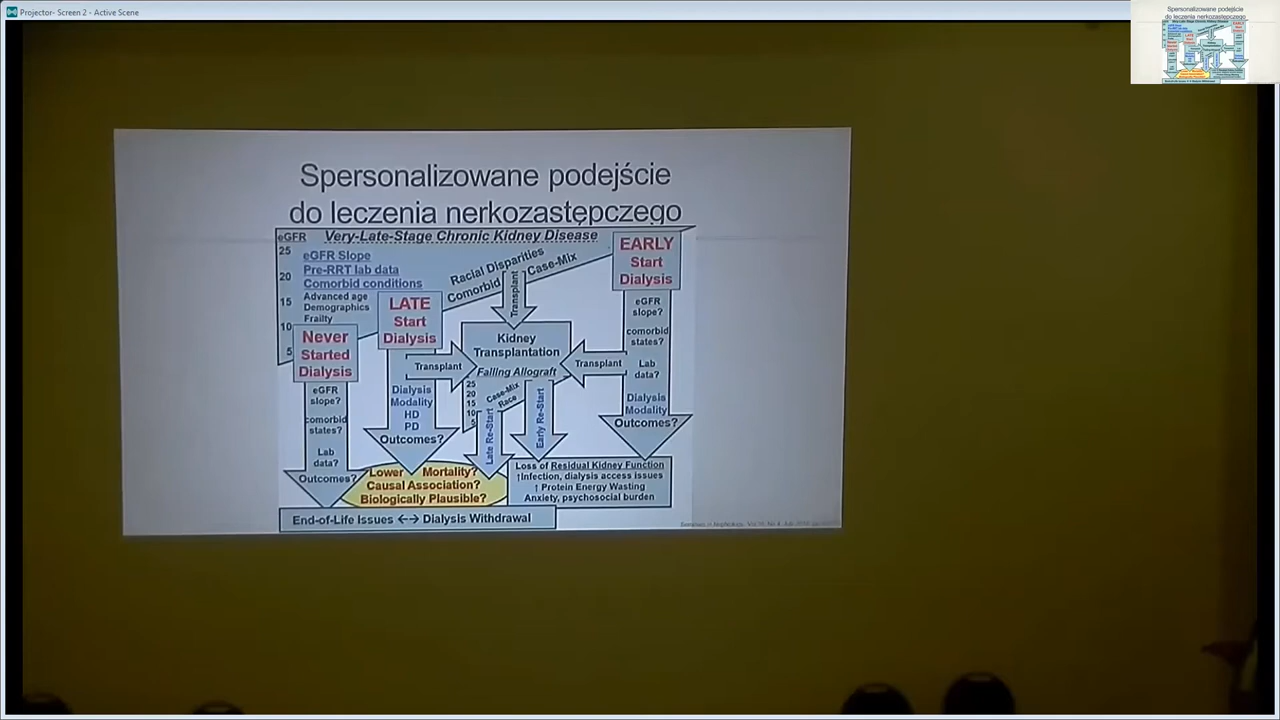 Projector- Screen 2 - Active Scene
Spersonalizowane podejście
do leczenia nerkozastępczego
eGFR
Very-Late-Stage Chronic Kidney Disease
25
20
15
10
5
eGFR Slope
Pre-RRT lab data
Comorbid conditions
Advanced age
Demographics
Frailty
Racial Disparities
Comorbid
Case-Mix
Transplant
EARLY
Start
Dialysis
LATE
Start
Dialysis
Never
Started
Dialysis
Kidney
Transplantation
Failing Allograft
Transplant
Transplant
eGFR
slope?
comorbid
states?
Lab
data?
Dialysis
Modality
Outcomes?
25
20
15
10
5
Case-Mix
Race
Late Re-Start
Early Re-Start
Dialysis
Modality
HD
PD
Outcomes?
eGFR
slope?
comorbid
states?
Lab
data?
Outcomes?
Lower Mortality?
Causal Association?
Biologically Plausible?
Loss of Residual Kidney Function
↑Infection, dialysis access issues
↑ Protein Energy Wasting
Anxiety, psychosocial burden
End-of-Life Issues ↔ Dialysis Withdrawal
Spersonalizowane podejście
do leczenia nerkozastępczego